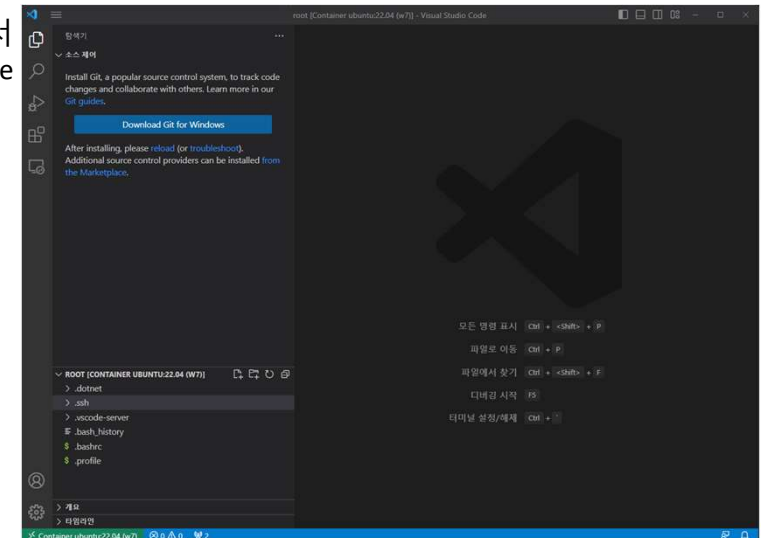 서
e
root [Container ubuntu:22.04 (w7)] - Visual Studio Code
탐색기
소스 제어
Install Git, a popular source control system, to track code
changes and collaborate with others. Learn more in our
Git guides.
Download Git for Windows
After installing, please reload (or troubleshoot).
Additional source control providers can be installed from
the Marketplace.
모든 명령 표시 Ctrl + <Shift> + P
파일로 이동 Ctrl + P
파일에서 찾기 Ctrl + <Shift> + F
디버깅 시작 F5
터미널 설정/해제 Ctrl + `
ROOT [CONTAINER UBUNTU:22.04 (W7)]
.dotnet
.ssh
.vscode-server
.bash_history
$ .bashrc
$ .profile
개요
타임라인
Container ubuntu:22.04 (w7) 0 0 2